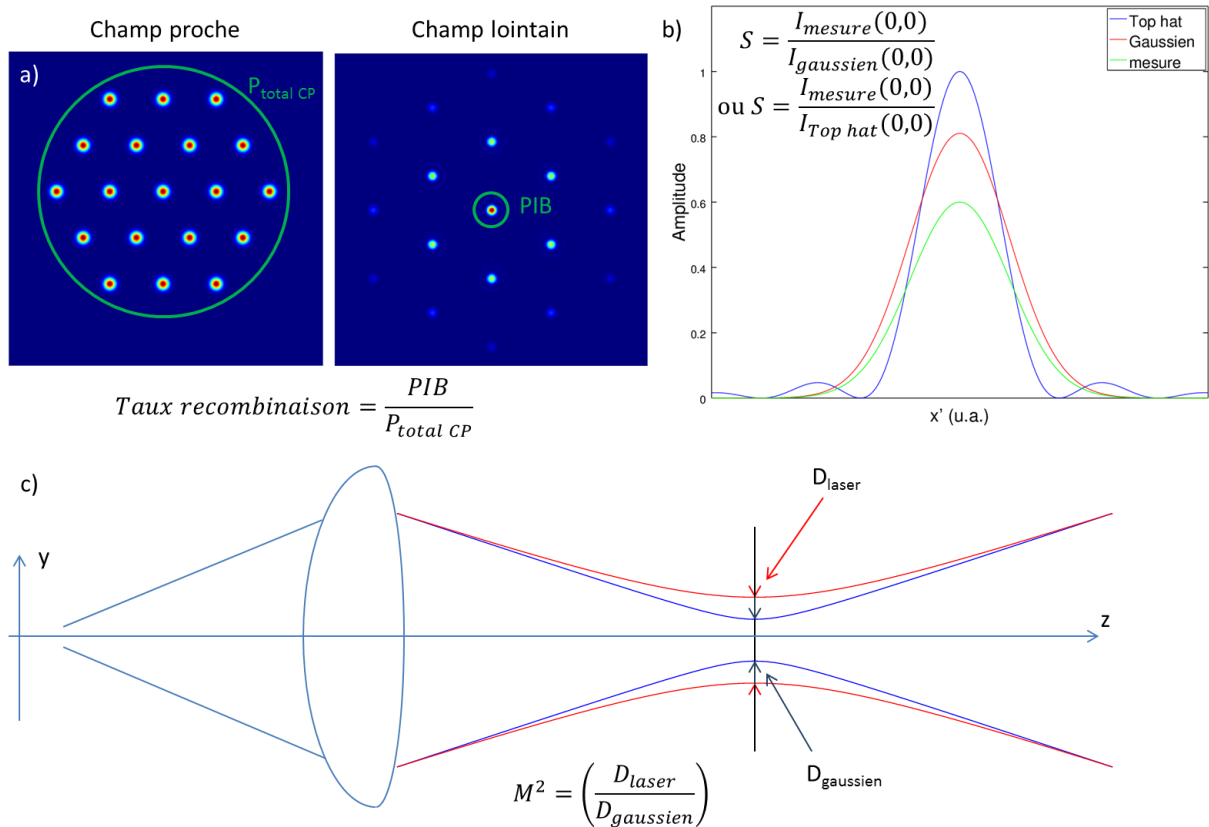 Champ proche
Champ lointain
a)
P_total CP
PIB
Taux recombinaison = PIB / P_total CP
b)
S = I_mesure(0,0) / I_gaussien(0,0)
ou S = I_mesure(0,0) / I_Top hat(0,0)
Top hat
Gaussien
mesure
1
0.8
0.6
0.4
0.2
0
Amplitude
x' (u.a.)
c)
y
z
D_laser
D_gaussien
M² = (D_laser / D_gaussien)